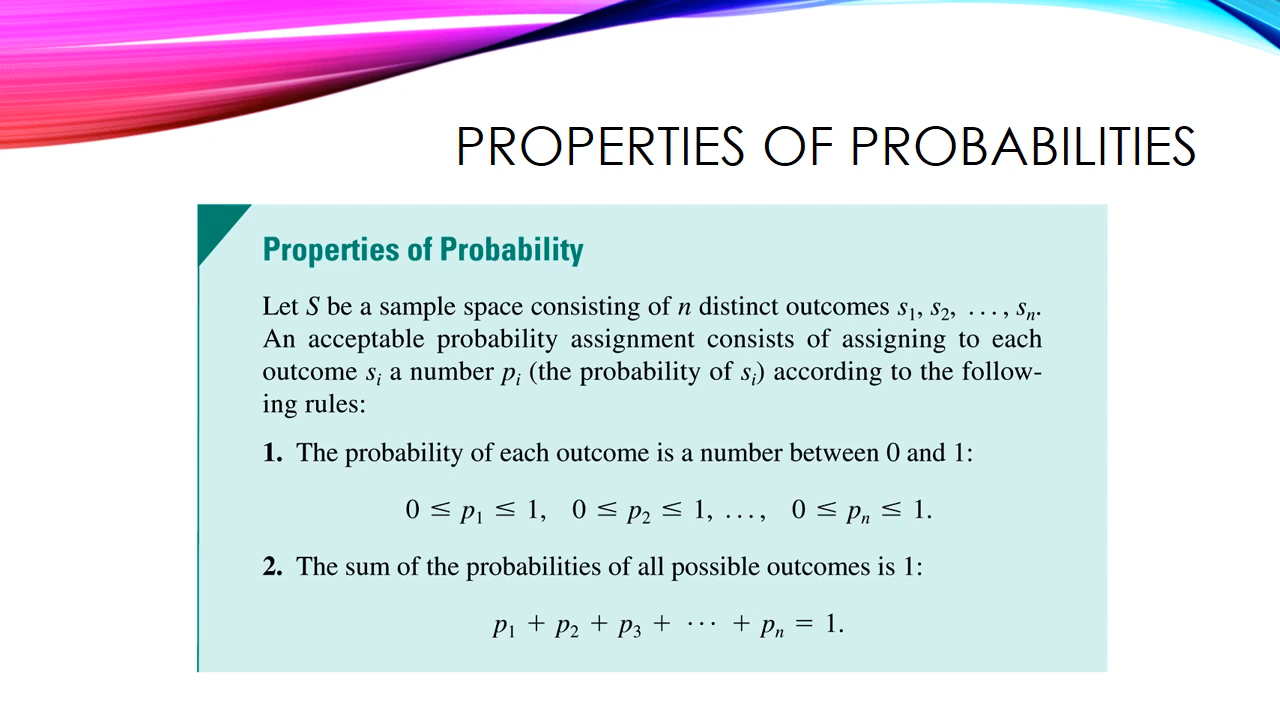 PROPERTIES OF PROBABILITIES
Properties of Probability
Let S be a sample space consisting of n distinct outcomes s₁, s₂, . . . , sₙ.
An acceptable probability assignment consists of assigning to each
outcome sᵢ a number pᵢ (the probability of sᵢ) according to the follow-
ing rules:
1. The probability of each outcome is a number between 0 and 1:
0 ≤ p₁ ≤ 1, 0 ≤ p₂ ≤ 1, . . . , 0 ≤ pₙ ≤ 1.
2. The sum of the probabilities of all possible outcomes is 1:
p₁ + p₂ + p₃ + ··· + pₙ = 1.